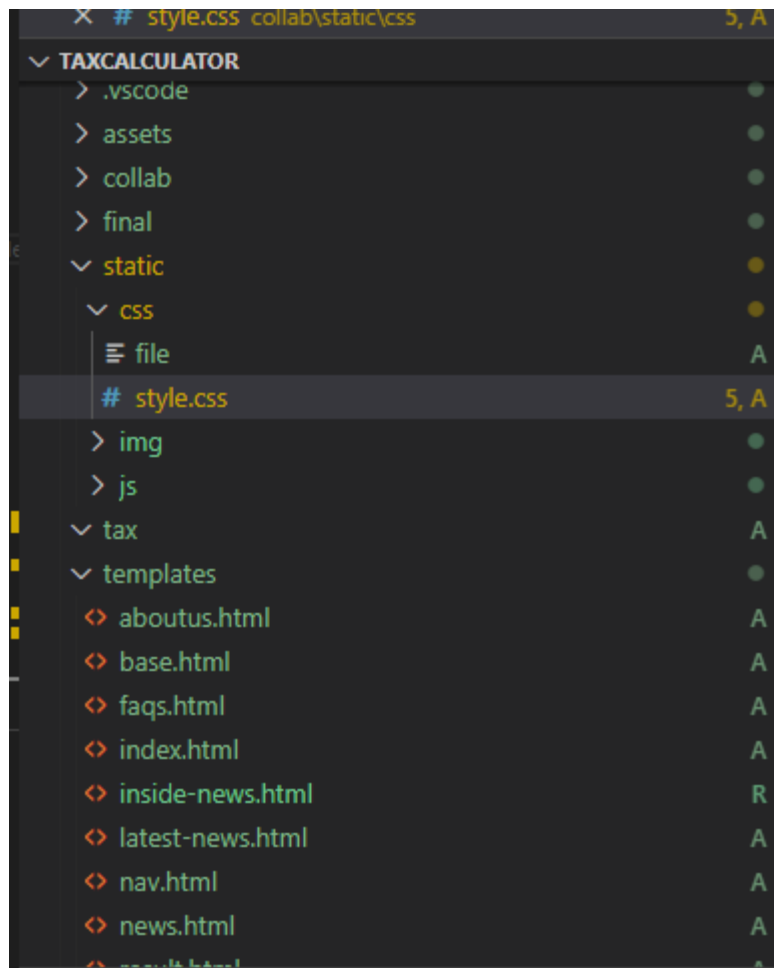 × # style.css collab\static\css 5, A
TAXCALCULATOR
.vscode
assets
collab
final
static
css
file A
# style.css 5, A
img
js
tax A
templates
<> aboutus.html A
<> base.html A
<> faqs.html A
<> index.html A
<> inside-news.html R
<> latest-news.html A
<> nav.html A
<> news.html A